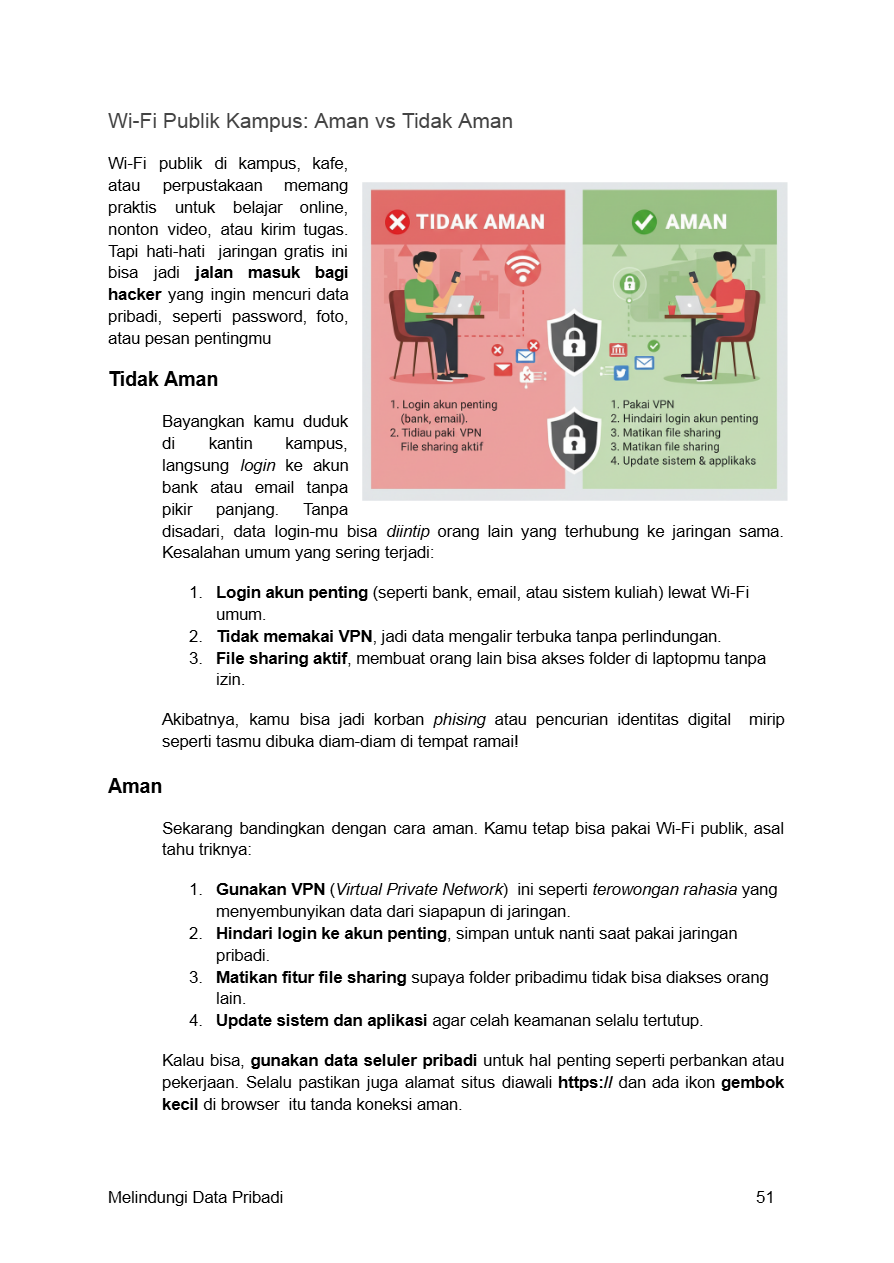 Wi-Fi Publik Kampus: Aman vs Tidak Aman
Wi-Fi publik di kampus, kafe,
atau perpustakaan memang
praktis untuk belajar online,
nonton video, atau kirim tugas.
Tapi hati-hati jaringan gratis ini
bisa jadi jalan masuk bagi
hacker yang ingin mencuri data
pribadi, seperti password, foto,
atau pesan pentingmu
TIDAK AMAN
1. Login akun penting
(bank, email).
2. Tidiau paki VPN
File sharing aktif
AMAN
1. Pakai VPN
2. Hindairi login akun penting
3. Matikan file sharing
3. Matikan file sharing
4. Update sistem & applikaks
Tidak Aman
Bayangkan kamu duduk
di kantin kampus,
langsung login ke akun
bank atau email tanpa
pikir panjang. Tanpa
disadari, data login-mu bisa diintip orang lain yang terhubung ke jaringan sama.
Kesalahan umum yang sering terjadi:
1. Login akun penting (seperti bank, email, atau sistem kuliah) lewat Wi-Fi
umum.
2. Tidak memakai VPN, jadi data mengalir terbuka tanpa perlindungan.
3. File sharing aktif, membuat orang lain bisa akses folder di laptopmu tanpa
izin.
Akibatnya, kamu bisa jadi korban phising atau pencurian identitas digital mirip
seperti tasmu dibuka diam-diam di tempat ramai!
Aman
Sekarang bandingkan dengan cara aman. Kamu tetap bisa pakai Wi-Fi publik, asal
tahu triknya:
1. Gunakan VPN (Virtual Private Network) ini seperti terowongan rahasia yang
menyembunyikan data dari siapapun di jaringan.
2. Hindari login ke akun penting, simpan untuk nanti saat pakai jaringan
pribadi.
3. Matikan fitur file sharing supaya folder pribadimu tidak bisa diakses orang
lain.
4. Update sistem dan aplikasi agar celah keamanan selalu tertutup.
Kalau bisa, gunakan data seluler pribadi untuk hal penting seperti perbankan atau
pekerjaan. Selalu pastikan juga alamat situs diawali https:// dan ada ikon gembok
kecil di browser itu tanda koneksi aman.
Melindungi Data Pribadi 51